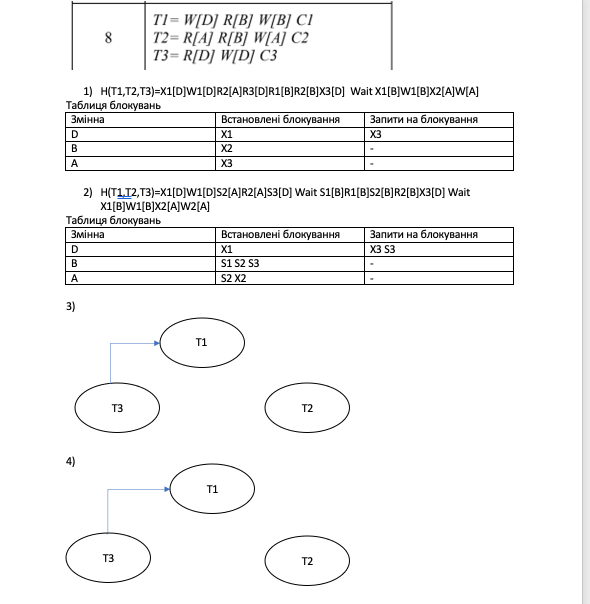 8
T1= W[D] R[B] W[B] C1
T2= R[A] R[B] W[A] C2
T3= R[D] W[D] C3
1) H(T1,T2,T3)=X1[D]W1[D]R2[A]R3[D]R1[B]R2[B]X3[D] Wait X1[B]W1[B]X2[A]W[A]
Таблиця блокувань
Змінна Встановлені блокування Запити на блокування
D X1 X3
B X2 -
A X3 -
2) H(T1,T2,T3)=X1[D]W1[D]S2[A]R2[A]S3[D] Wait S1[B]R1[B]S2[B]R2[B]X3[D] Wait
X1[B]W1[B]X2[A]W2[A]
Таблиця блокувань
Змінна Встановлені блокування Запити на блокування
D X1 X3 S3
B S1 S2 S3 -
A S2 X2 -
3)
T1
T3 T2
4)
T1
T3 T2